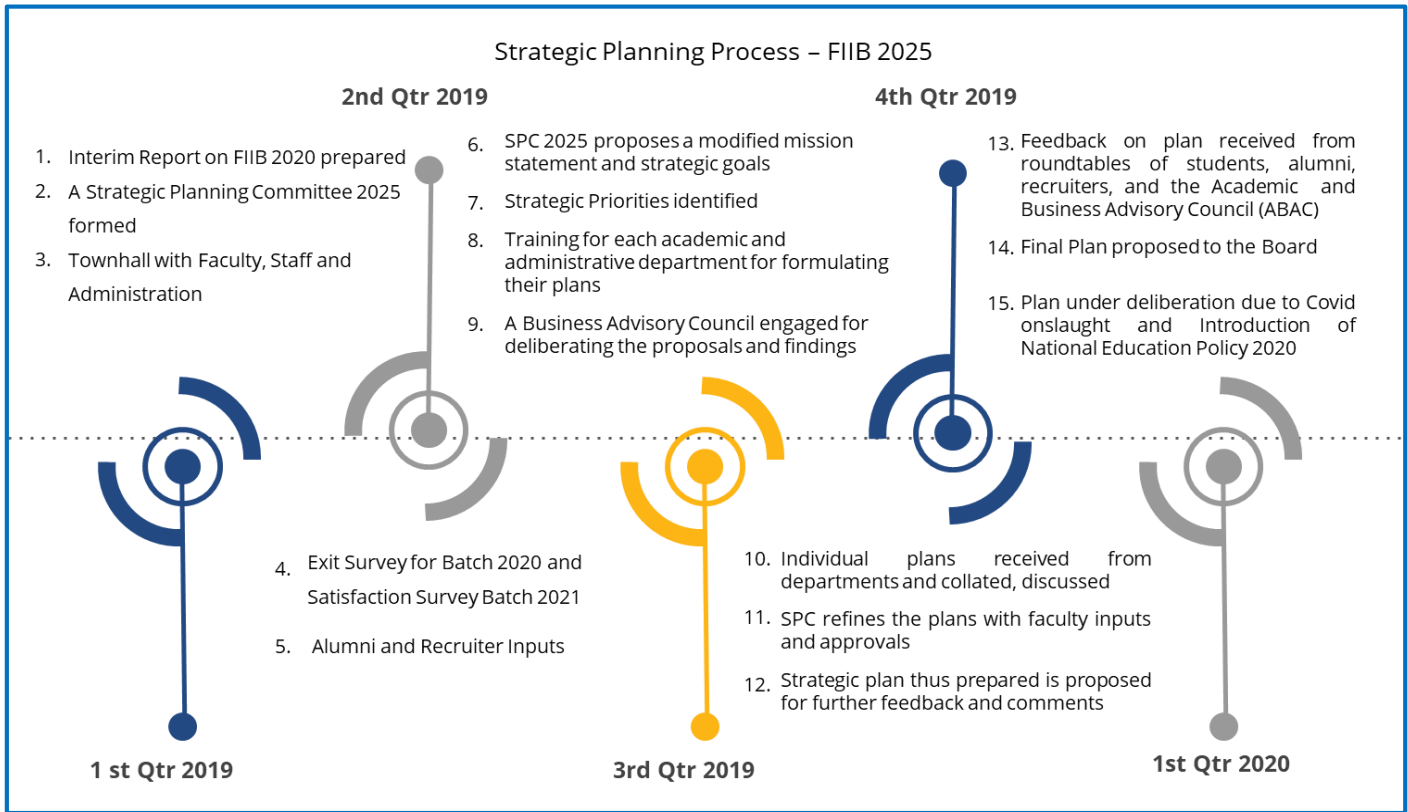 Strategic Planning Process – FIIB 2025
2nd Qtr 2019
4th Qtr 2019
1. Interim Report on FIIB 2020 prepared
2. A Strategic Planning Committee 2025
formed
3. Townhall with Faculty, Staff and
Administration
6. SPC 2025 proposes a modified mission
statement and strategic goals
7. Strategic Priorities identified
8. Training for each academic and
administrative department for formulating
their plans
9. A Business Advisory Council engaged for
deliberating the proposals and findings
13. Feedback on plan received from
roundtables of students, alumni,
recruiters, and the Academic and
Business Advisory Council (ABAC)
14. Final Plan proposed to the Board
15. Plan under deliberation due to Covid
onslaught and Introduction of
National Education Policy 2020
4. Exit Survey for Batch 2020 and
Satisfaction Survey Batch 2021
5. Alumni and Recruiter Inputs
10. Individual plans received from
departments and collated, discussed
11. SPC refines the plans with faculty inputs
and approvals
12. Strategic plan thus prepared is proposed
for further feedback and comments
1 st Qtr 2019
3rd Qtr 2019
1st Qtr 2020